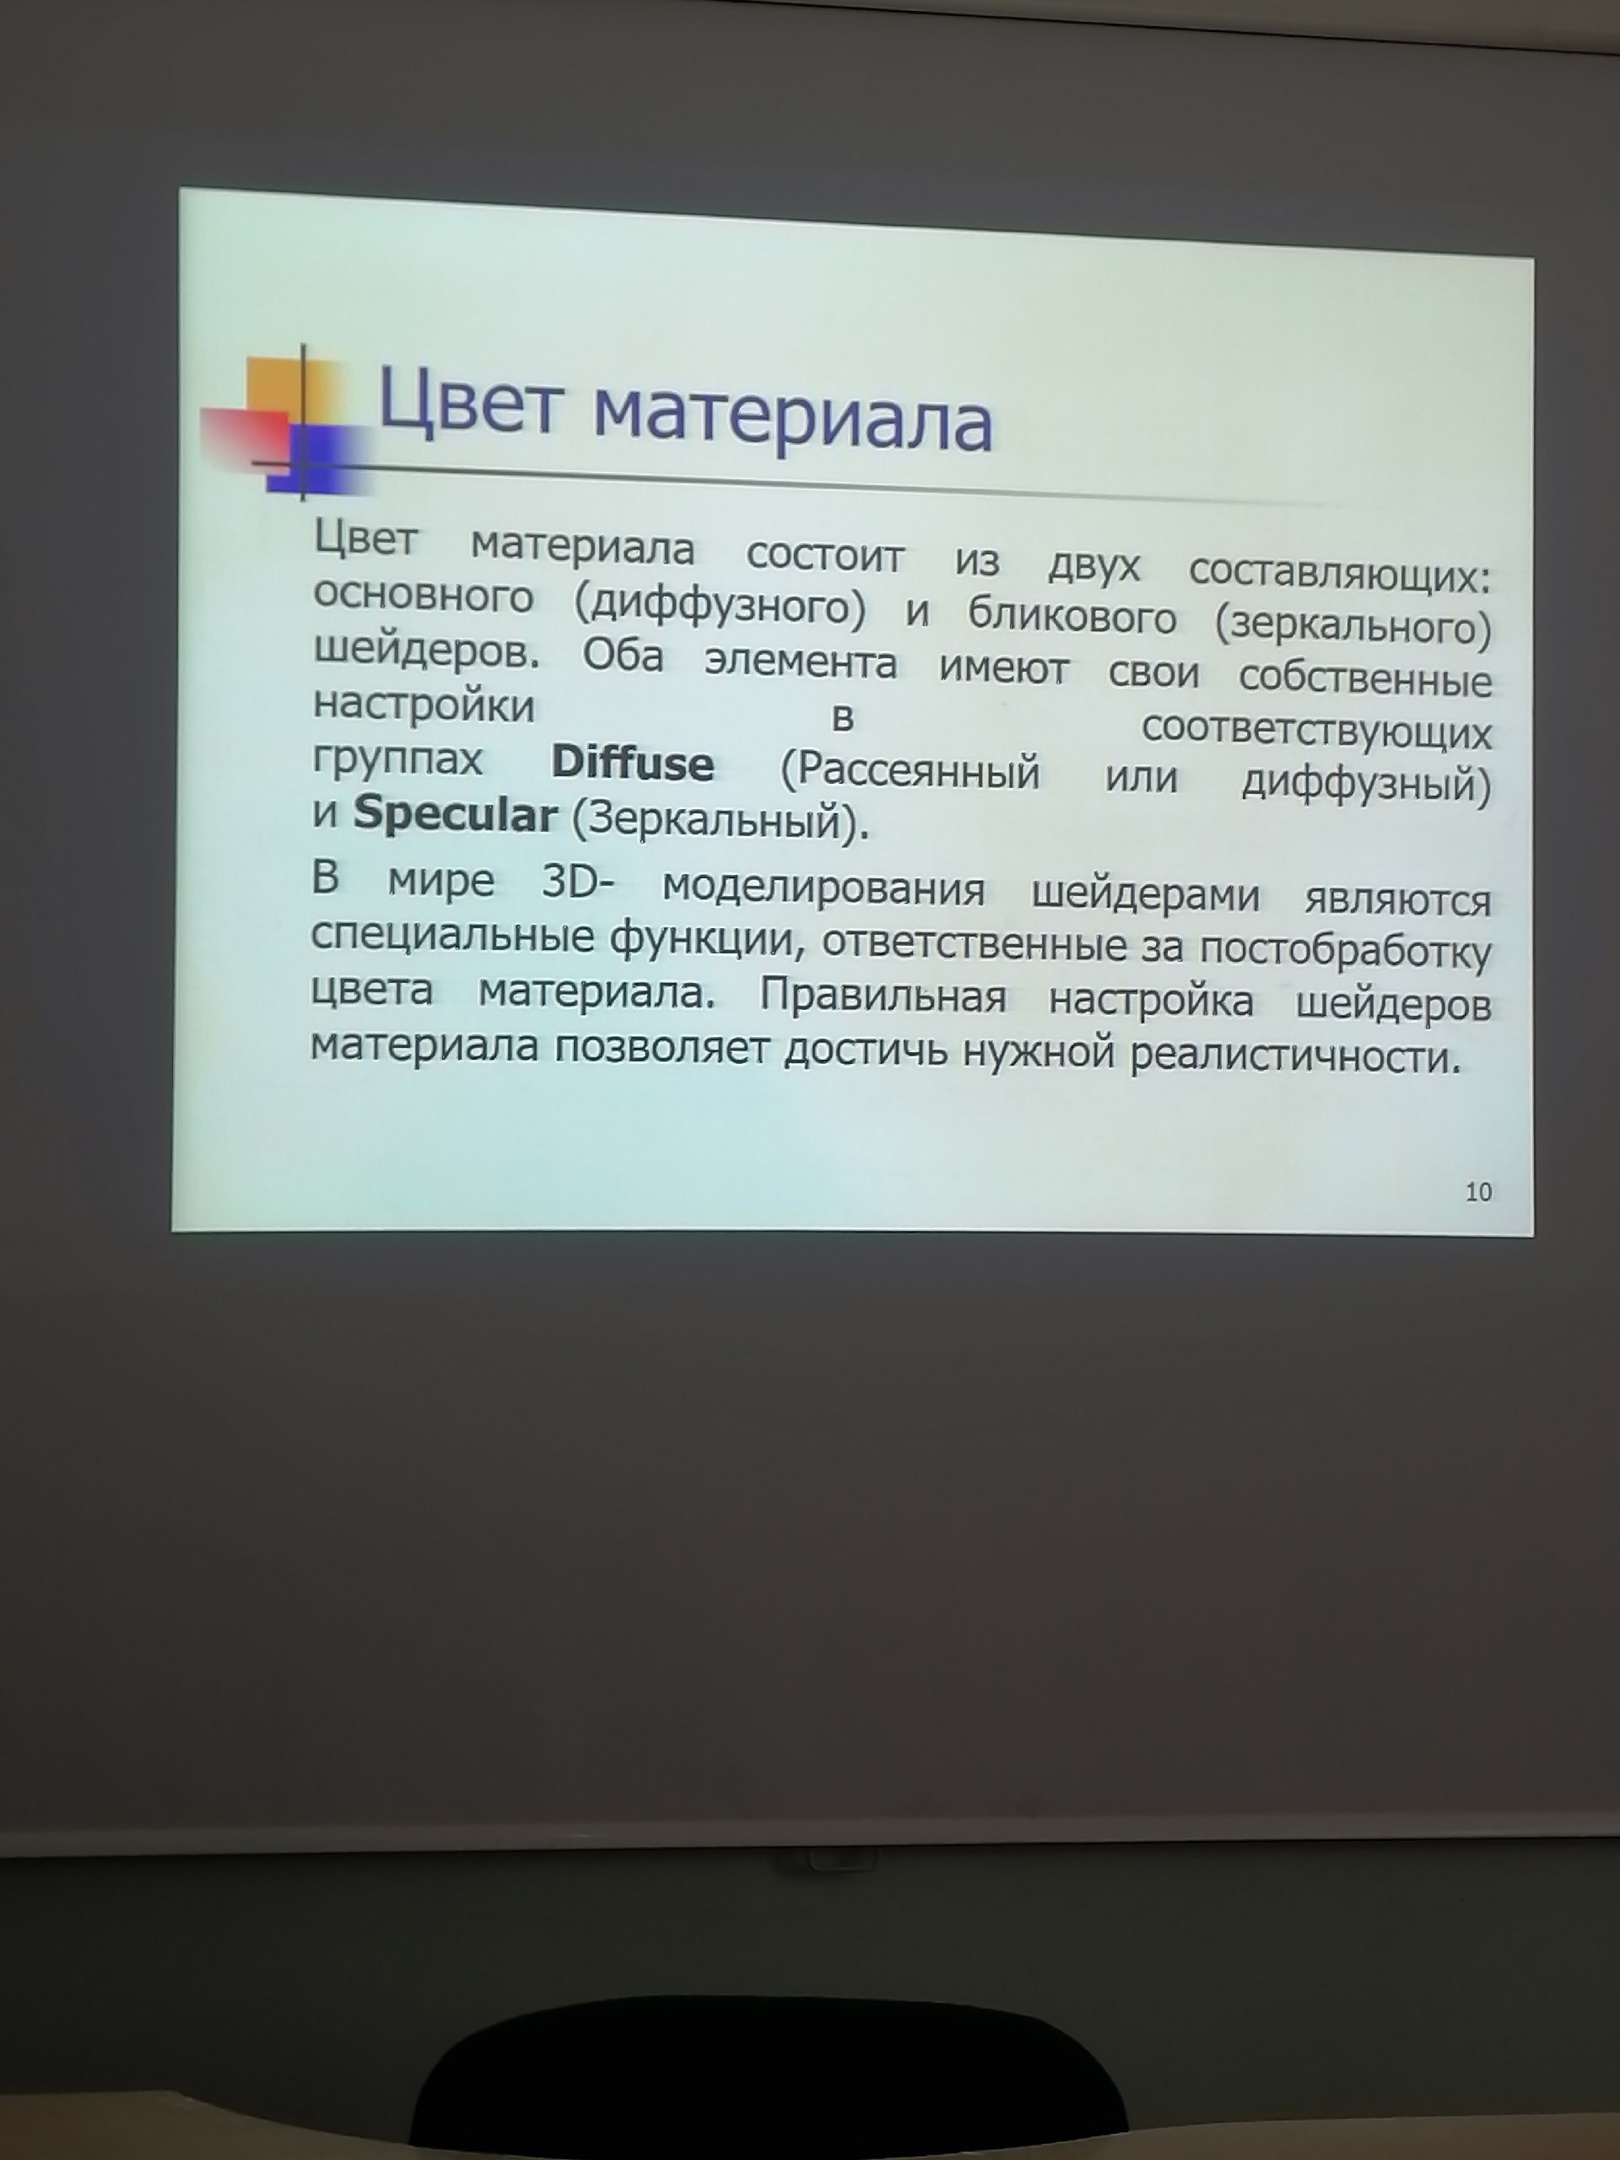 Цвет материала
Цвет материала состоит из двух составляющих:
основного (диффузного) и бликового (зеркального)
шейдеров. Оба элемента имеют свои собственные
настройки в соответствующих
группах Diffuse (Рассеянный или диффузный)
и Specular (Зеркальный).
В мире 3D- моделирования шейдерами являются
специальные функции, ответственные за постобработку
цвета материала. Правильная настройка шейдеров
материала позволяет достичь нужной реалистичности.
10